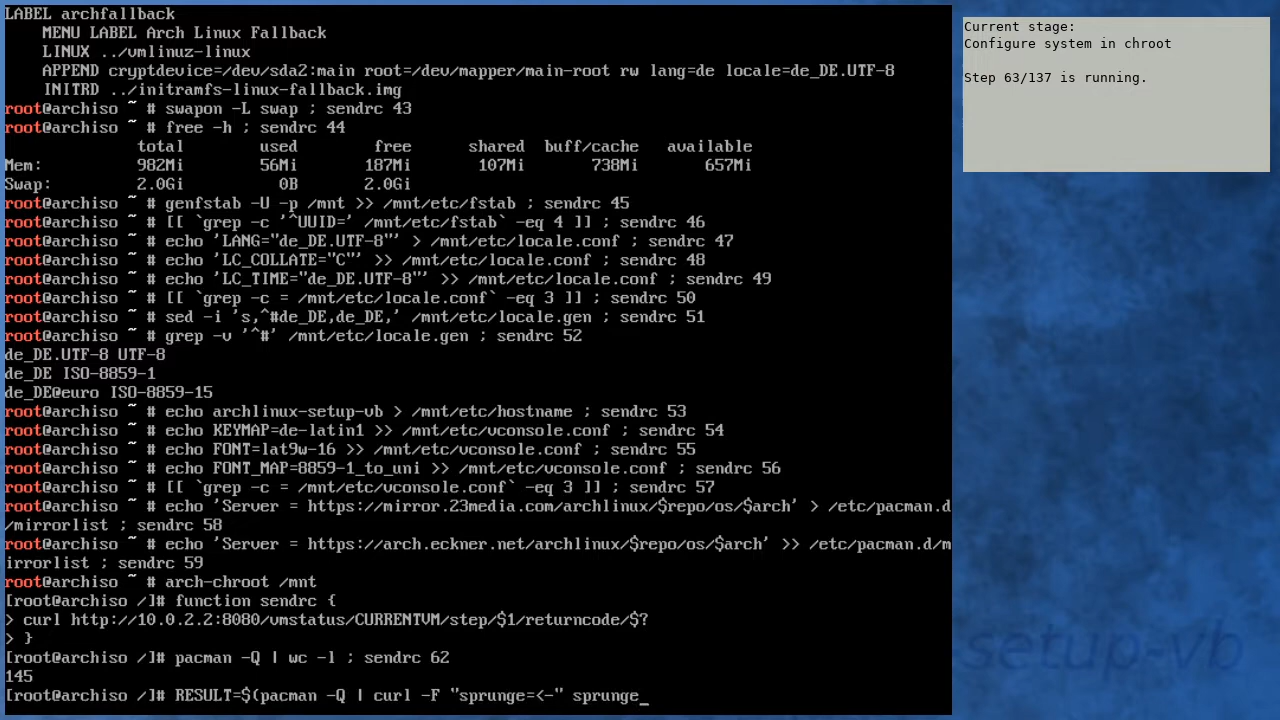 LABEL archfallback
    MENU LABEL Arch Linux Fallback
    LINUX ../vmlinuz-linux
    APPEND cryptdevice=/dev/sda2:main root=/dev/mapper/main-root rw lang=de locale=de_DE.UTF-8
    INITRD ../initramfs-linux-fallback.img
root@archiso ~ # swapon -L swap ; sendrc 43
root@archiso ~ # free -h ; sendrc 44
              total        used        free      shared  buff/cache   available
Mem:          982Mi        56Mi       187Mi       107Mi       738Mi       657Mi
Swap:         2.0Gi          0B       2.0Gi
root@archiso ~ # genfstab -U -p /mnt >> /mnt/etc/fstab ; sendrc 45
root@archiso ~ # [[ `grep -c '^UUID=' /mnt/etc/fstab` -eq 4 ]] ; sendrc 46
root@archiso ~ # echo 'LANG="de_DE.UTF-8"' > /mnt/etc/locale.conf ; sendrc 47
root@archiso ~ # echo 'LC_COLLATE="C"' >> /mnt/etc/locale.conf ; sendrc 48
root@archiso ~ # echo 'LC_TIME="de_DE.UTF-8"' >> /mnt/etc/locale.conf ; sendrc 49
root@archiso ~ # [[ `grep -c = /mnt/etc/locale.conf` -eq 3 ]] ; sendrc 50
root@archiso ~ # sed -i 's,^#de_DE,de_DE,' /mnt/etc/locale.gen ; sendrc 51
root@archiso ~ # grep -v '^#' /mnt/etc/locale.gen ; sendrc 52
de_DE.UTF-8 UTF-8
de_DE ISO-8859-1
de_DE@euro ISO-8859-15
root@archiso ~ # echo archlinux-setup-vb > /mnt/etc/hostname ; sendrc 53
root@archiso ~ # echo KEYMAP=de-latin1 >> /mnt/etc/vconsole.conf ; sendrc 54
root@archiso ~ # echo FONT=lat9w-16 >> /mnt/etc/vconsole.conf ; sendrc 55
root@archiso ~ # echo FONT_MAP=8859-1_to_uni >> /mnt/etc/vconsole.conf ; sendrc 56
root@archiso ~ # [[ `grep -c = /mnt/etc/vconsole.conf` -eq 3 ]] ; sendrc 57
root@archiso ~ # echo 'Server = https://mirror.23media.com/archlinux/$repo/os/$arch' > /etc/pacman.d
/mirrorlist ; sendrc 58
root@archiso ~ # echo 'Server = https://arch.eckner.net/archlinux/$repo/os/$arch' >> /etc/pacman.d/m
irrorlist ; sendrc 59
root@archiso ~ # arch-chroot /mnt
[root@archiso /]# function sendrc {
> curl http://10.0.2.2:8080/vmstatus/CURRENTVM/step/$1/returncode/$?
> }
[root@archiso /]# pacman -Q | wc -l ; sendrc 62
145
[root@archiso /]# RESULT=$(pacman -Q | curl -F "sprunge=<-" sprunge_
Current stage:
Configure system in chroot
Step 63/137 is running.
setup-vb